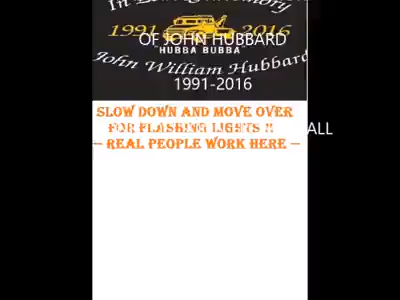 In Loving Memory
1991 2016
OF JOHN HUBBARD
HUBBA BUBBA
John William Hubbard
1991-2016
SLOW DOWN AND MOVE OVER
FOR FLASHING LIGHTS !!
ALL
– REAL PEOPLE WORK HERE –